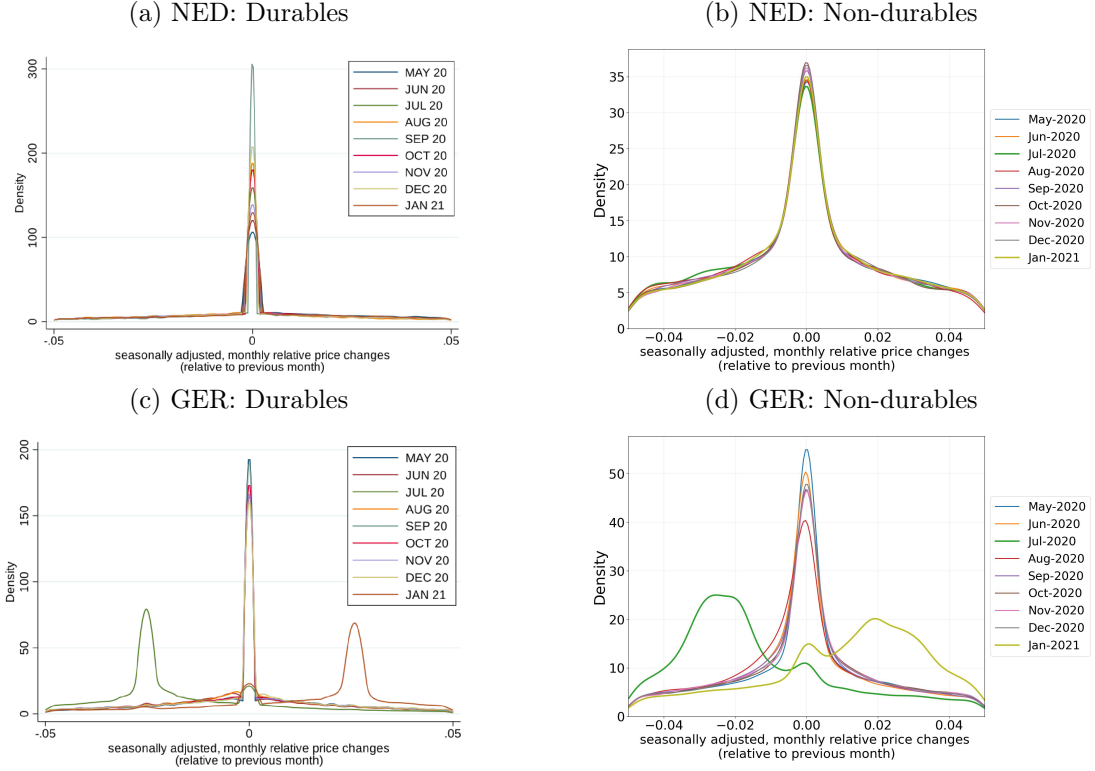 (a) NED: Durables
300
200
100
0
Density
-.05
0
.05
seasonally adjusted, monthly relative price changes
(relative to previous month)
MAY 20
JUN 20
JUL 20
AUG 20
SEP 20
OCT 20
NOV 20
DEC 20
JAN 21
(b) NED: Non-durables
35
30
25
20
15
10
5
0
Density
−0.04
−0.02
0.00
0.02
0.04
seasonally adjusted, monthly relative price changes
(relative to previous month)
May-2020
Jun-2020
Jul-2020
Aug-2020
Sep-2020
Oct-2020
Nov-2020
Dec-2020
Jan-2021
(c) GER: Durables
200
150
100
50
0
Density
-.05
0
.05
seasonally adjusted, monthly relative price changes
(relative to previous month)
MAY 20
JUN 20
JUL 20
AUG 20
SEP 20
OCT 20
NOV 20
DEC 20
JAN 21
(d) GER: Non-durables
50
40
30
20
10
0
Density
−0.04
−0.02
0.00
0.02
0.04
seasonally adjusted, monthly relative price changes
(relative to previous month)
May-2020
Jun-2020
Jul-2020
Aug-2020
Sep-2020
Oct-2020
Nov-2020
Dec-2020
Jan-2021